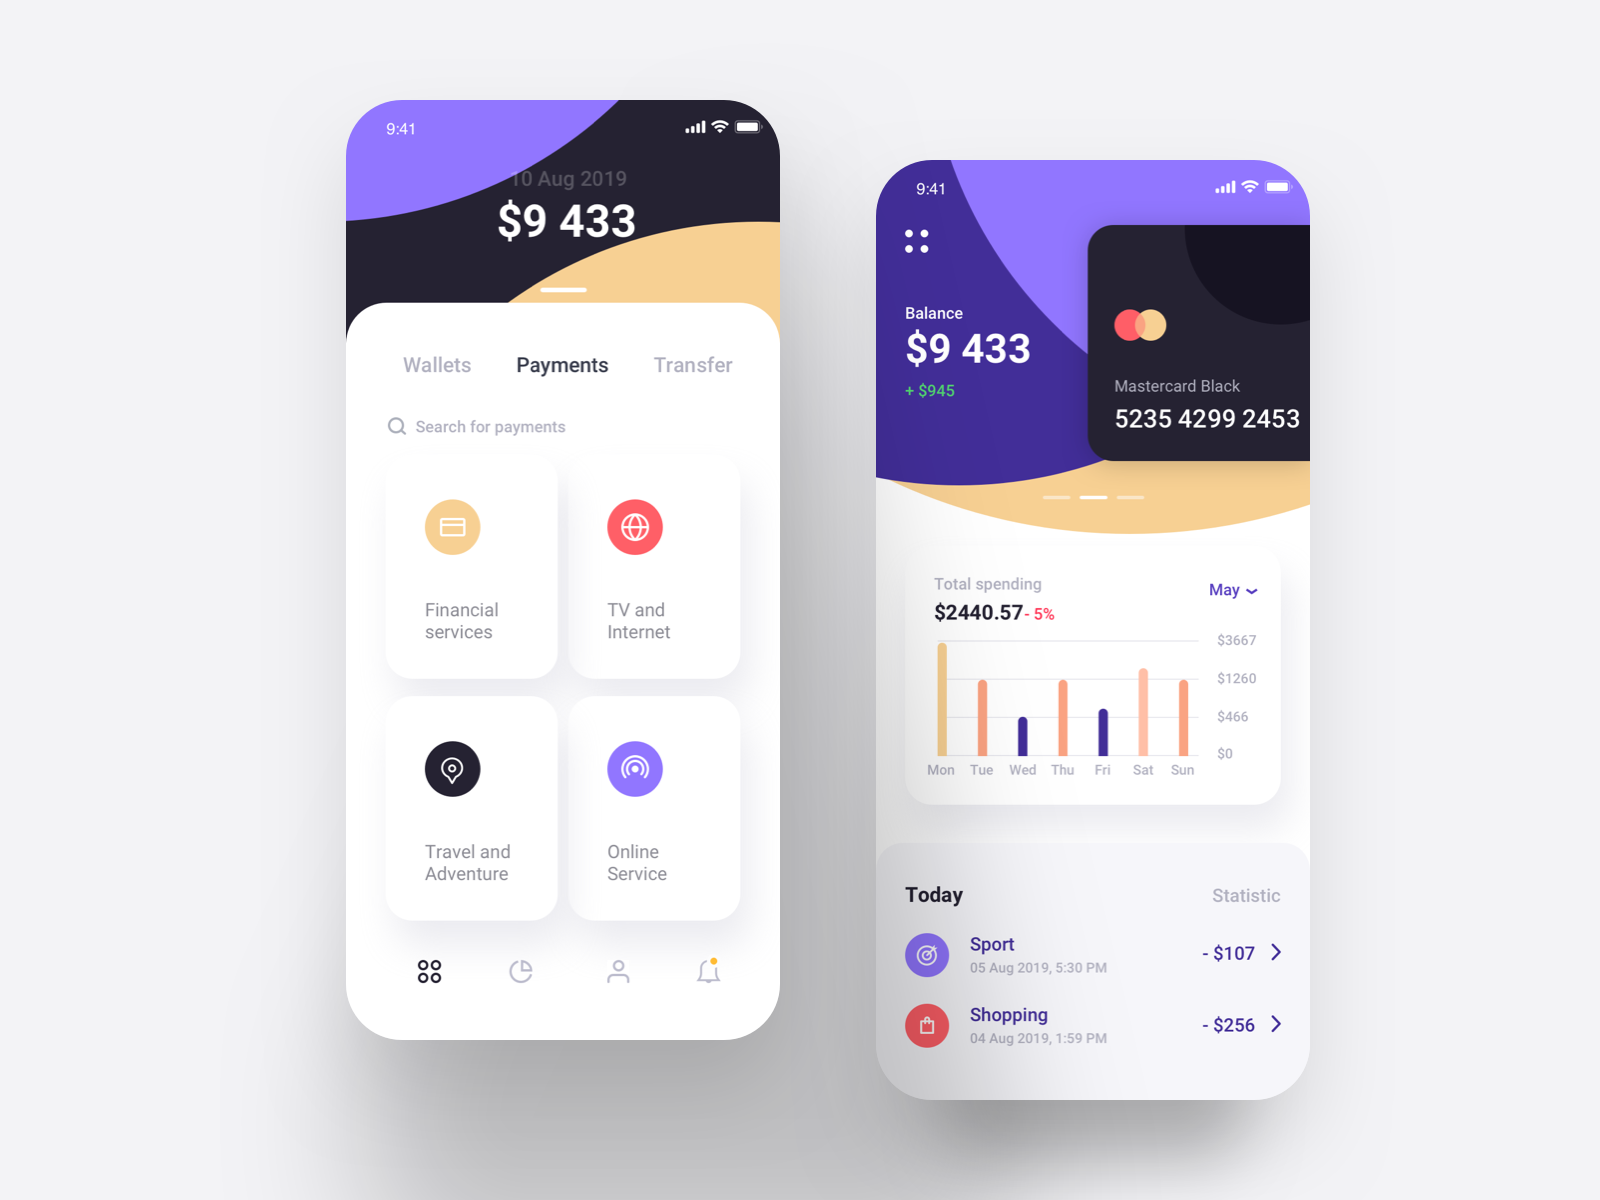 9:41
10 Aug 2019
$9 433
Wallets Payments Transfer
Search for payments
Financial
services
TV and
Internet
Travel and
Adventure
Online
Service
9:41
Balance
$9 433
+ $945
Mastercard Black
5235 4299 2453
Total spending
$2440.57- 5%
May
$3667
$1260
$466
$0
Mon Tue Wed Thu Fri Sat Sun
Today
Statistic
Sport
05 Aug 2019, 5:30 PM
- $107
Shopping
04 Aug 2019, 1:59 PM
- $256